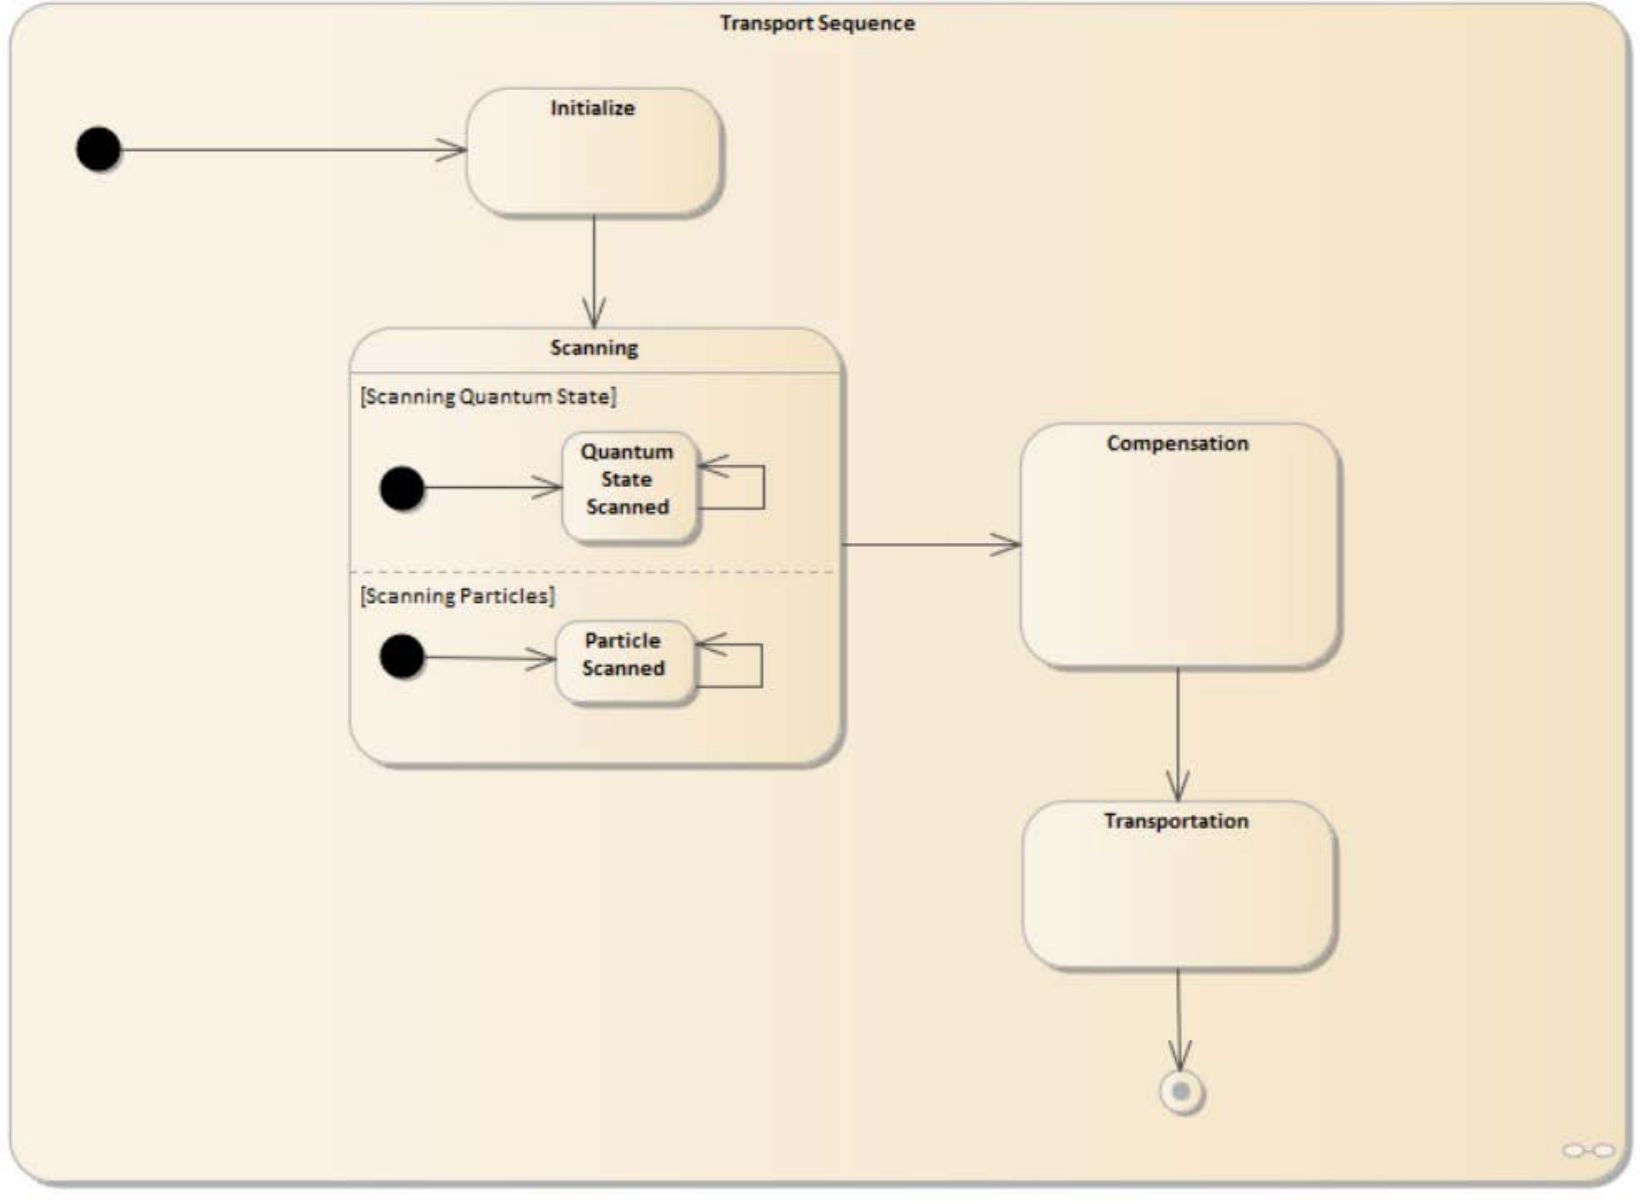 Transport Sequence
Initialize
Scanning
[Scanning Quantum State]
Quantum
State
Scanned
[Scanning Particles]
Particle
Scanned
Compensation
Transportation